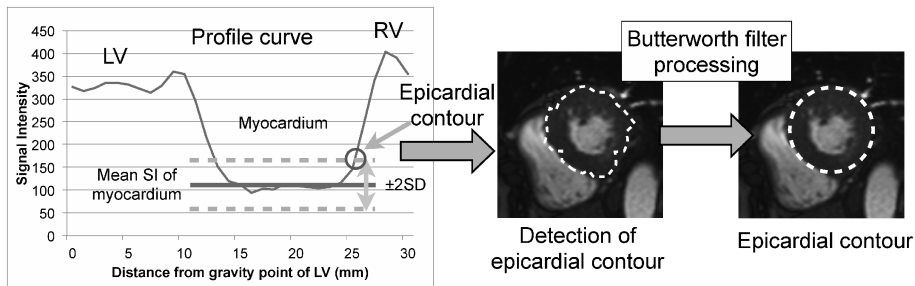 Profile curve
LV
RV
Signal Intensity
450
400
350
300
250
200
150
100
50
0
Myocardium
Epicardial
contour
Mean SI of
myocardium
±2SD
0 5 10 15 20 25 30
Distance from gravity point of LV (mm)
Detection of
epicardial contour
Butterworth filter
processing
Epicardial contour